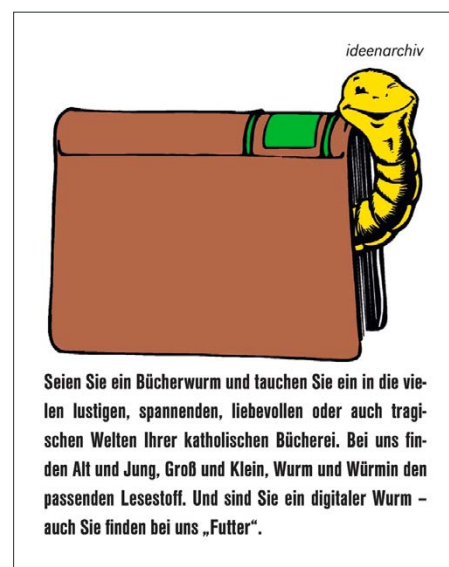 ideenarchiv
Seien Sie ein Bücherwurm und tauchen Sie ein in die vie-
len lustigen, spannenden, liebevollen oder auch tragi-
schen Welten Ihrer katholischen Bücherei. Bei uns fin-
den Alt und Jung, Groß und Klein, Wurm und Würmin den
passenden Lesestoff. Und sind Sie ein digitaler Wurm –
auch Sie finden bei uns „Futter“.